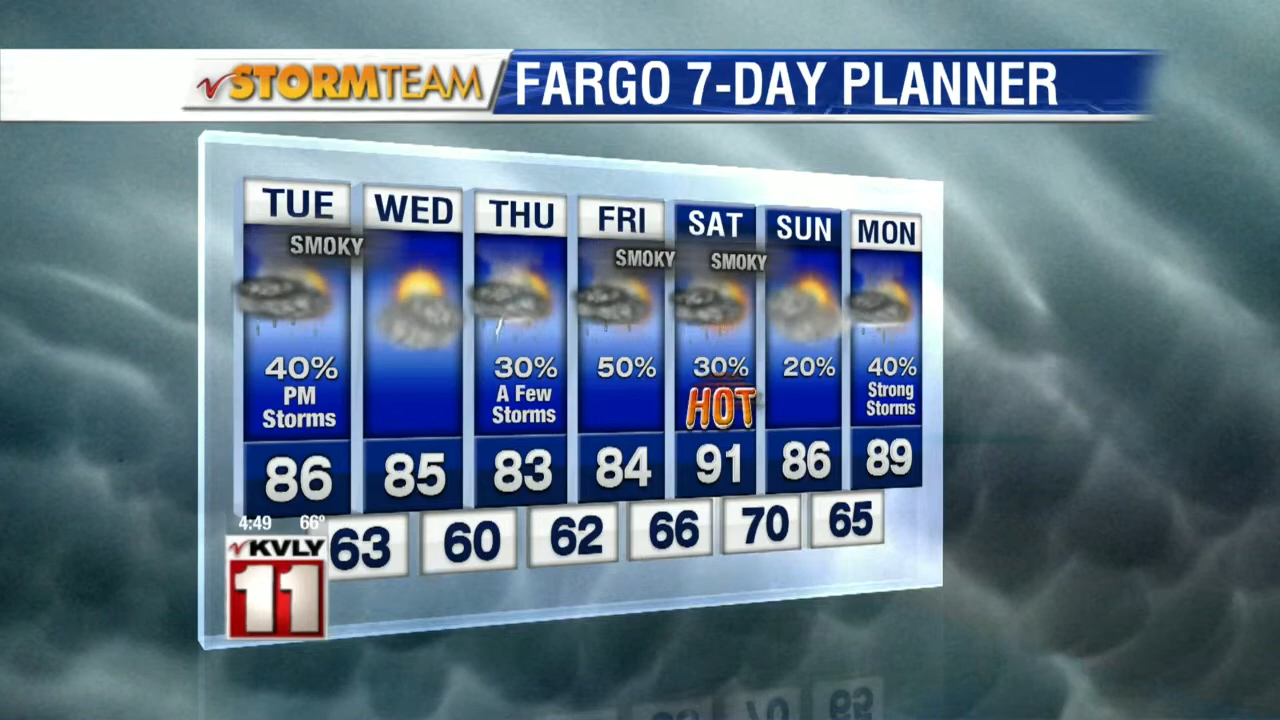 STORMTEAM FARGO 7-DAY PLANNER
TUE WED THU FRI SAT SUN MON
SMOKY SMOKY SMOKY
40% 30% 50% 30% 20% 40%
PM A Few HOT Strong
Storms Storms Storms
86 85 83 84 91 86 89
4:49 66°
63 60 62 66 70 65
KVLY
11